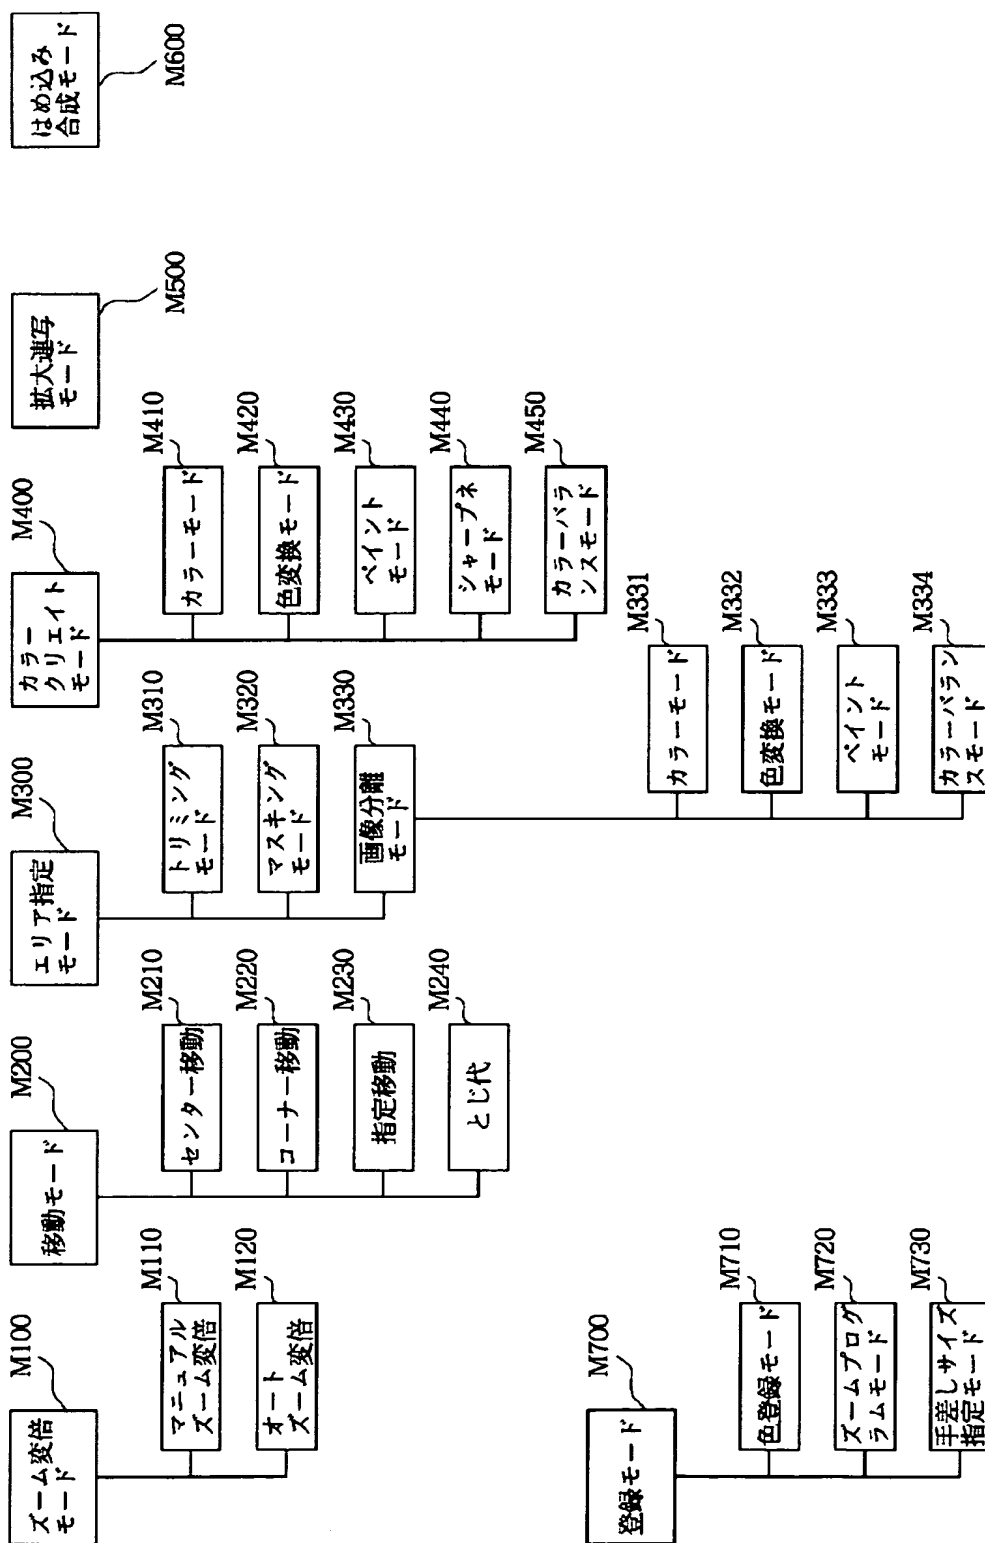 ズーム変倍
モード
M100
マニュアル
ズーム変倍
M110
オート
ズーム変倍
M120
移動モード
M200
センター移動
M210
コーナー移動
M220
指定移動
M230
とじ代
M240
エリア指定
モード
M300
トリミング
モード
M310
マスキング
モード
M320
画像分離
モード
M330
カラーモード
M331
色変換モード
M332
ペイント
モード
M333
カラーバラン
スモード
M334
カラー
クリエイト
モード
M400
カラーモード
M410
色変換モード
M420
ペイント
モード
M430
シャープネス
モード
M440
カラーバラ
ンスモード
M450
拡大連写
モード
M500
はめ込み
合成モード
M600
登録モード
M700
色登録モード
M710
ズームプログ
ラムモード
M720
手差しサイズ
指定モード
M730